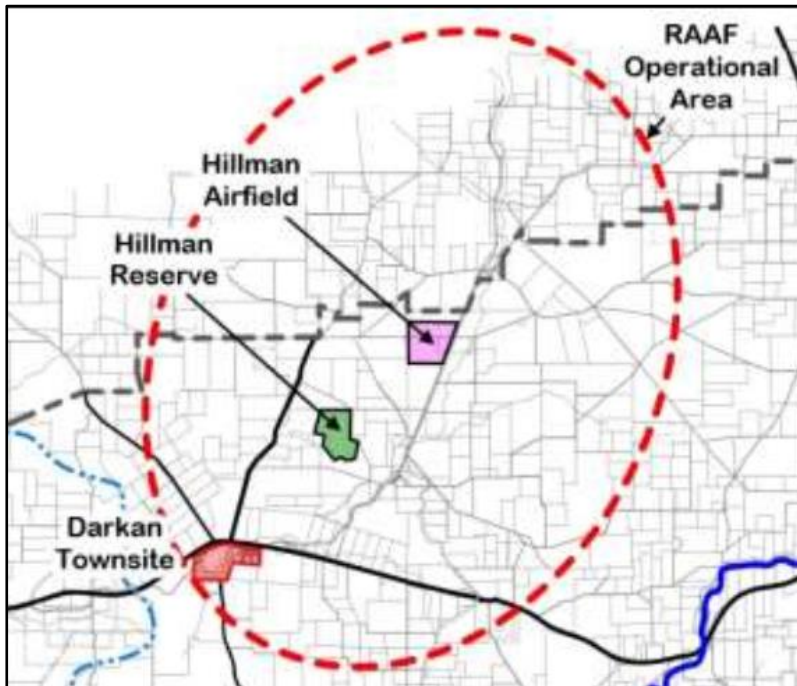 RAAF
Operational
Area
Hillman
Airfield
Hillman
Reserve
Darkan
Townsite